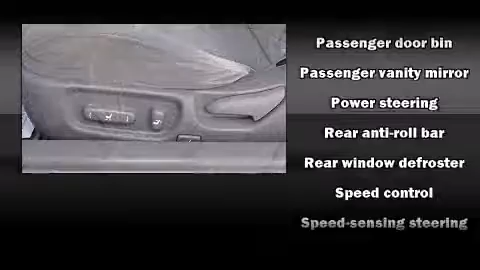 Passenger door bin
Passenger vanity mirror
Power steering
Rear anti-roll bar
Rear window defroster
Speed control
Speed-sensing steering